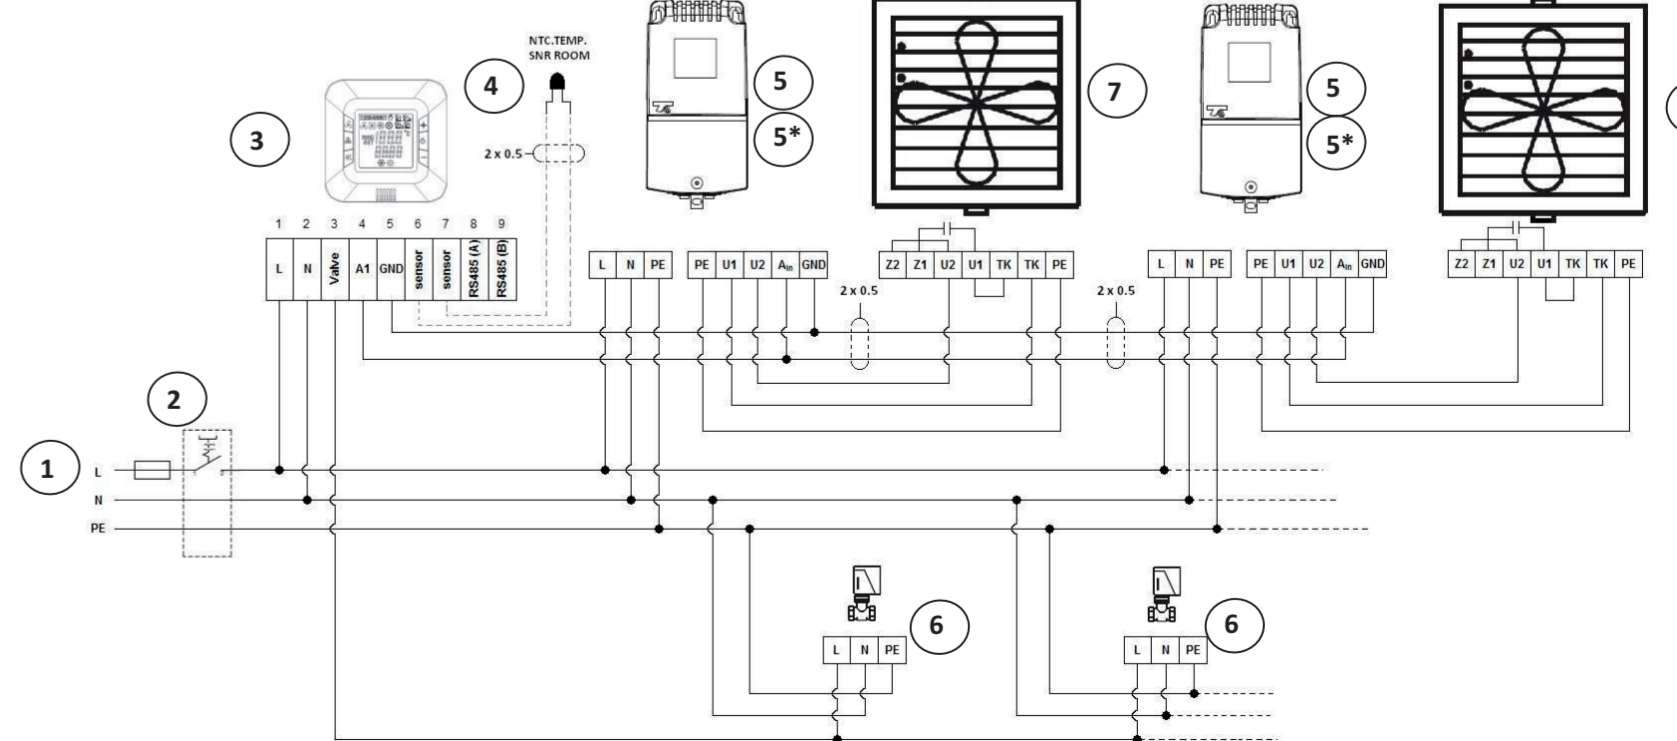 NTC.TEMP.
SNR ROOM
4
5
5*
7
5
5*
3
2 x 0.5
1 2 3 4 5 6 7 8 9
L N Valve A1 GND sensor sensor RS485 (A) RS485 (B)
L N PE
PE U1 U2 Ain GND
Z2 Z1 U2 U1 TK TK PE
L N PE
PE U1 U2 Ain GND
Z2 Z1 U2 U1 TK TK PE
2 x 0.5
2 x 0.5
2
1
L
1 2
N
PE
6
6
L N PE
L N PE